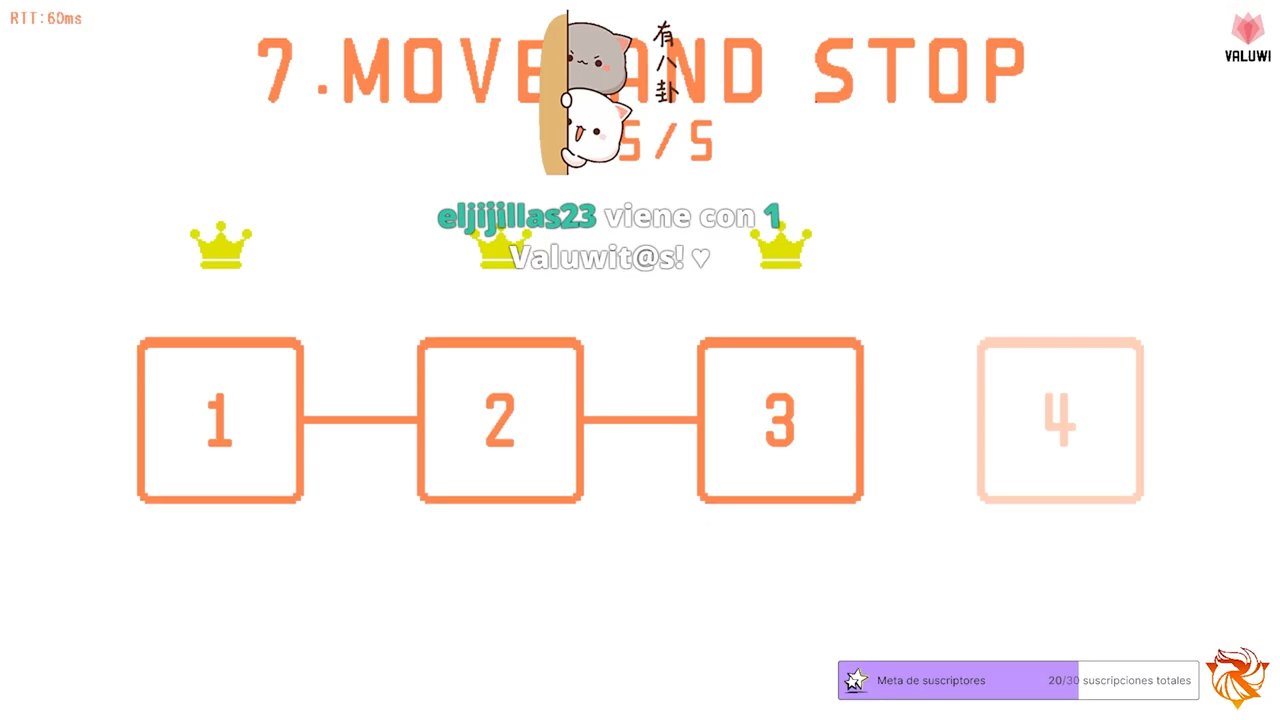 RTT:60ms
7.MOVE AND STOP
有八卦
5/5
VALUWI
eljijillas23 viene con 1
Valuwit@s! ♥
1
2
3
4
Meta de suscriptores
20/30 suscripciones totales